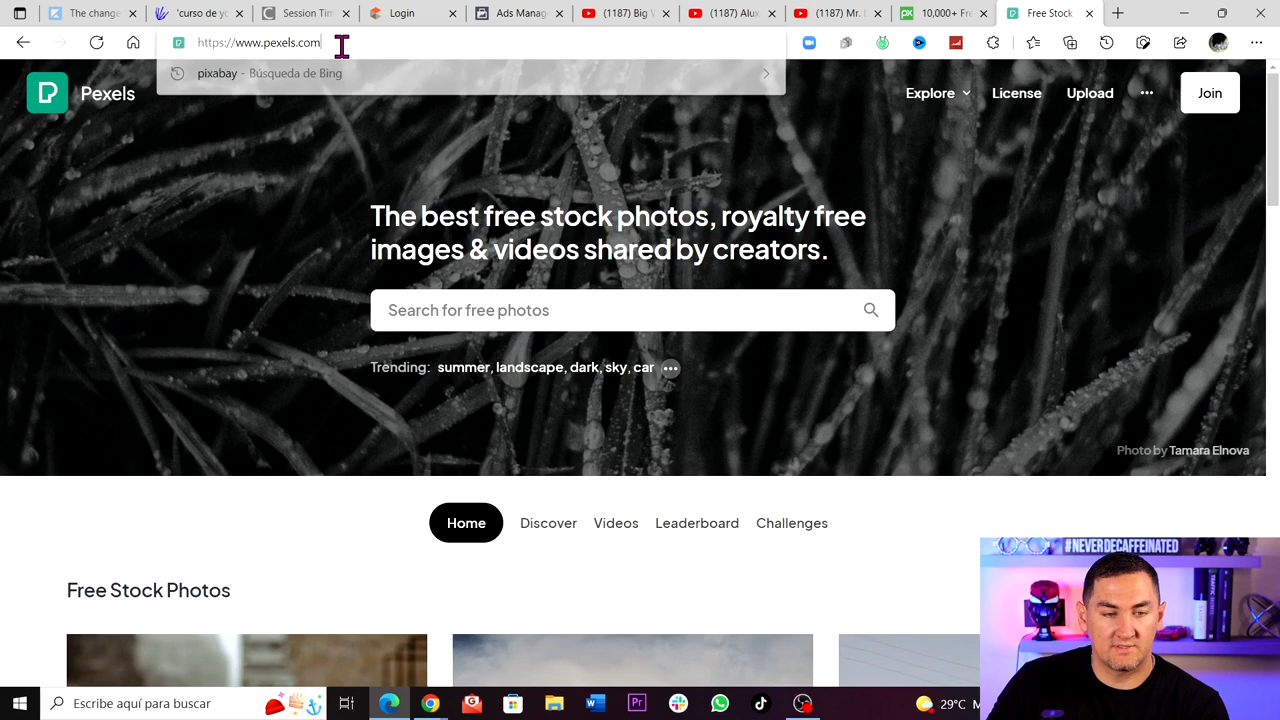 The change
'curso de yo
Session Tim
Login
Ads Manag
(1187) Big V
(1187) Alux
(1187) Mr. B
10,000+ Fre
Free Stock
https://www.pexels.com
pixabay - Búsqueda de Bing
Pexels
Explore
License
Upload
Join
The best free stock photos, royalty free
images & videos shared by creators.
Search for free photos
Trending: summer, landscape, dark, sky, car
Photo by Tamara Elnova
Home
Discover
Videos
Leaderboard
Challenges
Free Stock Photos
#NEVERDECAFFEINATED
Escribe aquí para buscar
29°C M